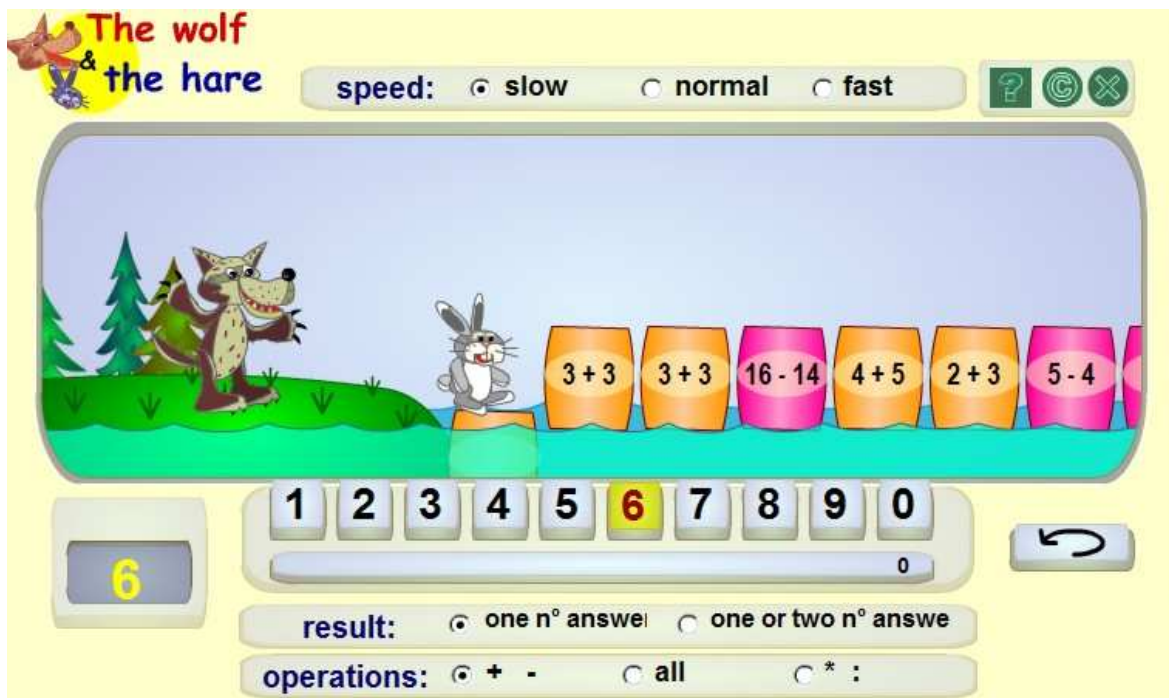 The wolf
&
the hare
speed: slow normal fast
? © X
3 + 3 3 + 3 16 - 14 4 + 5 2 + 3 5 - 4
1 2 3 4 5 6 7 8 9 0
0
6
result: one n° answe one or two n° answe
operations: + - all * :